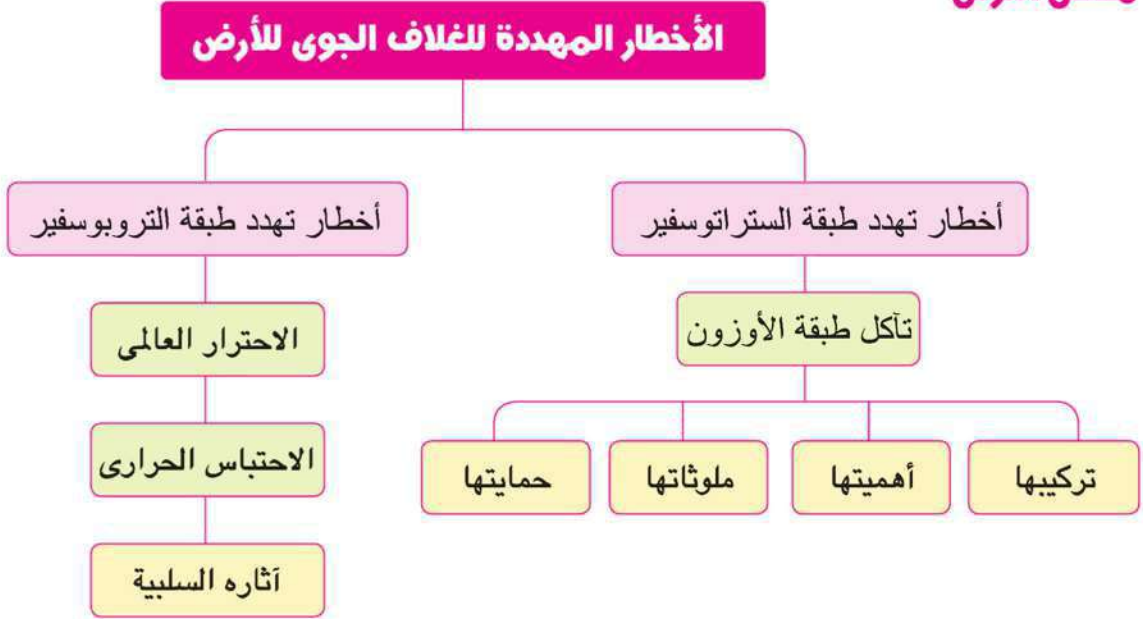 الأخطار المهددة للغلاف الجوى للأرض
أخطار تهدد طبقة الستراتوسفير
أخطار تهدد طبقة التروبوسفير
تآكل طبقة الأوزون
تركيبها
أهميتها
ملوثاتها
حمايتها
الاحترار العالمى
الاحتباس الحرارى
آثاره السلبية